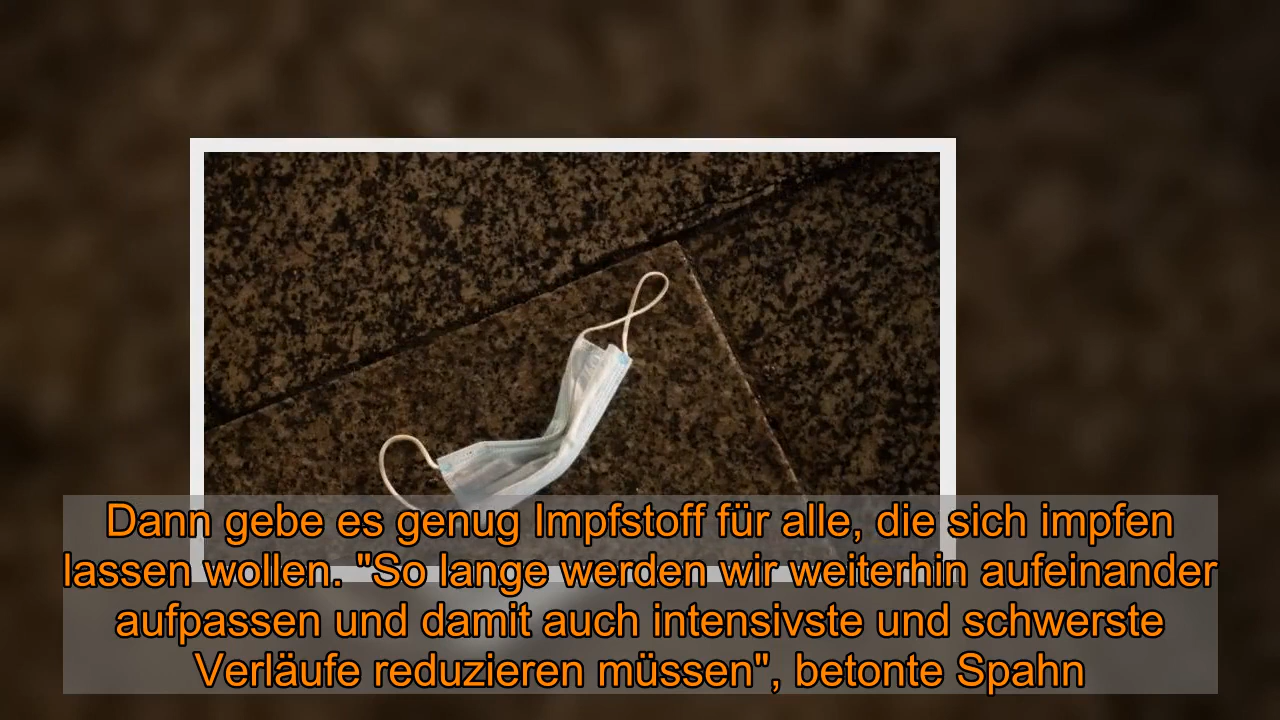 Dann gebe es genug Impfstoff für alle, die sich impfen
lassen wollen. "So lange werden wir weiterhin aufeinander
aufpassen und damit auch intensivste und schwerste
Verläufe reduzieren müssen", betonte Spahn